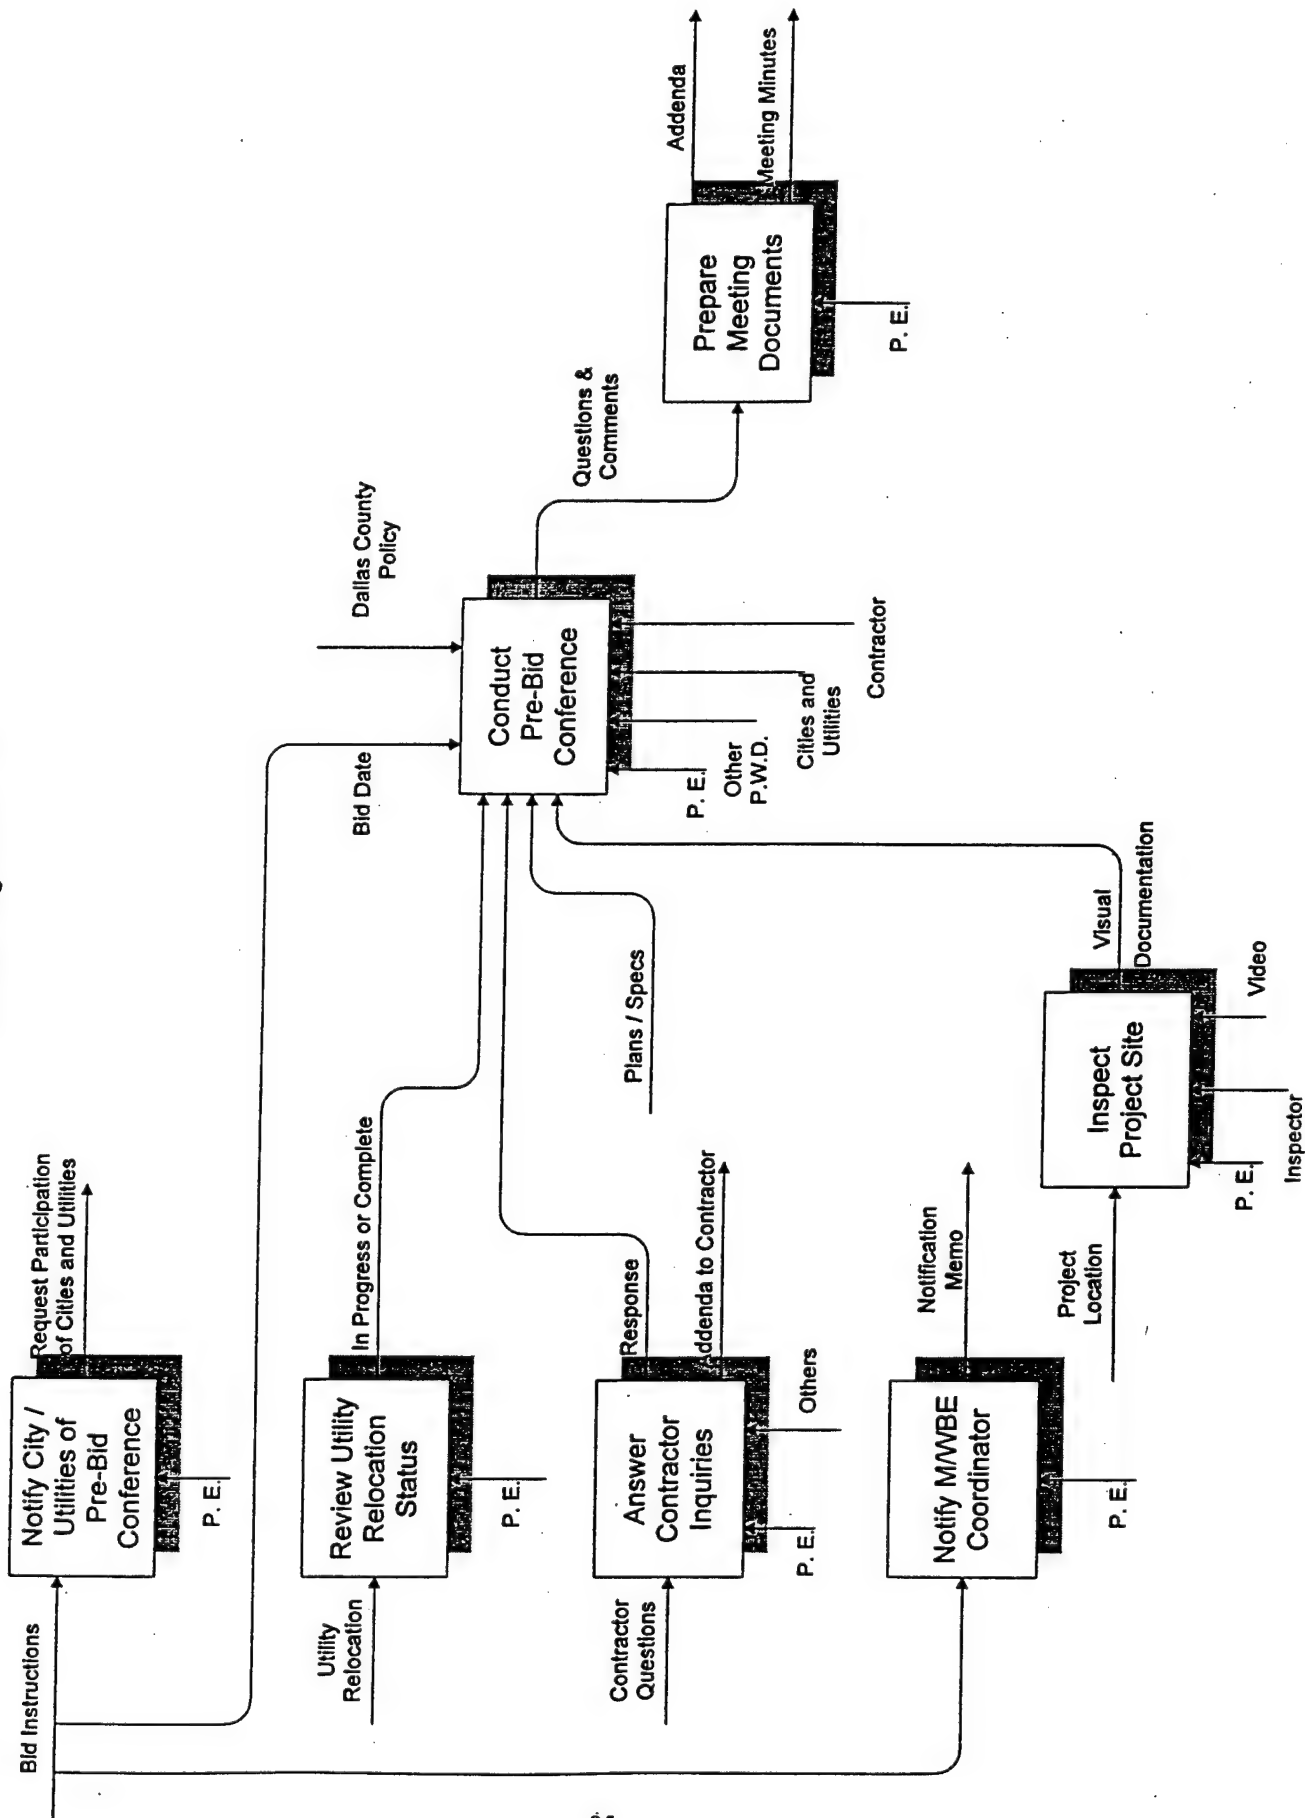 Bid Instructions
Notify City /
Utilities of
Pre-Bid
Conference
P. E.
Request Participation
of Cities and Utilities
Bid Date
Utility
Relocation
Review Utility
Relocation
Status
P. E.
In Progress or Complete
Contractor
Questions
Answer
Contractor
Inquiries
P. E.
Others
Response
Addenda to Contractor
Notify M/WBE
Coordinator
P. E.
Notification
Memo
Project
Location
Inspect
Project Site
P. E.
Inspector
Video
Visual
Documentation
Plans / Specs
Dallas County
Policy
Conduct
Pre-Bid
Conference
P. E.
Other
P.W.D.
Cities and
Utilities
Contractor
Questions &
Comments
Prepare
Meeting
Documents
P. E.
Addenda
Meeting Minutes